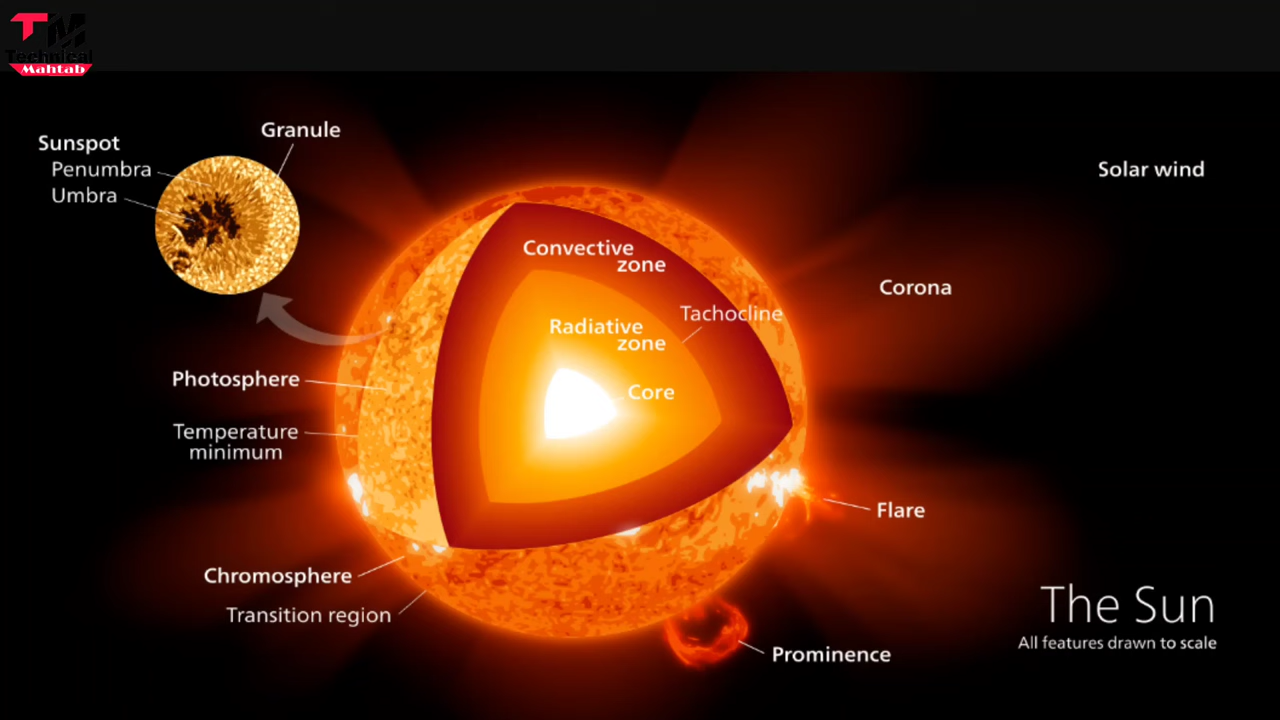 TM
Technical
Mahtab
Granule
Sunspot
Penumbra
Umbra
Solar wind
Convective
zone
Corona
Tachocline
Radiative
zone
Photosphere
Core
Temperature
minimum
Flare
Chromosphere
Transition region
The Sun
All features drawn to scale
Prominence